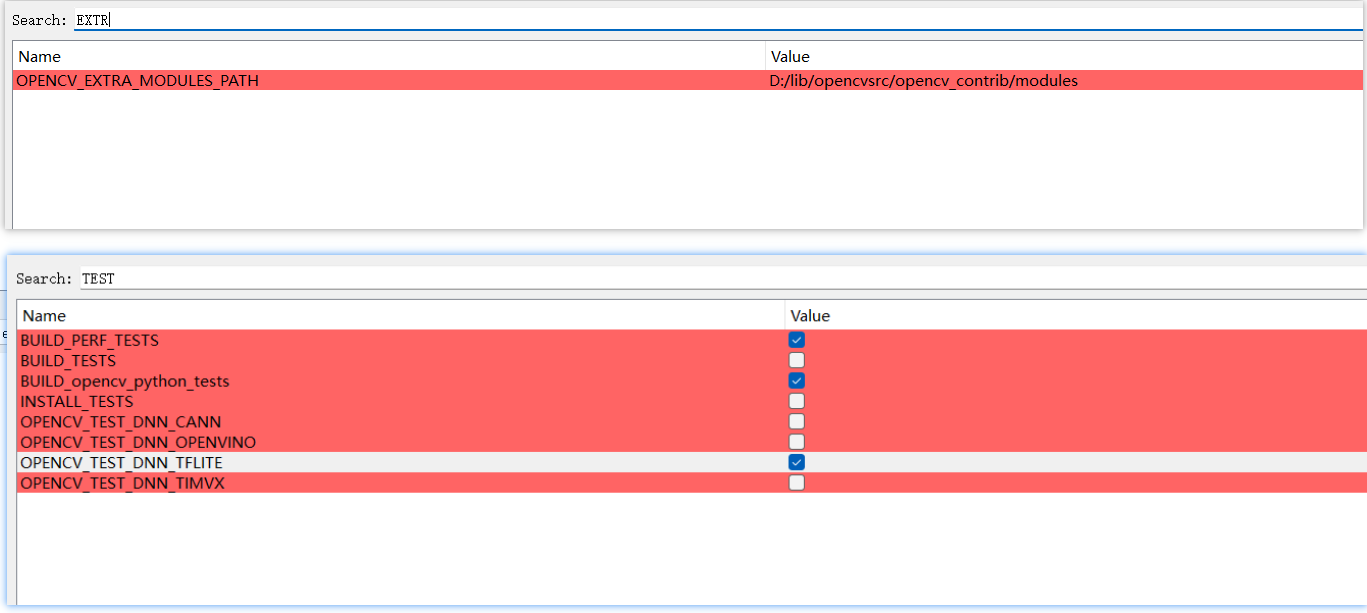 Search: EXTR
Name Value
OPENCV_EXTRA_MODULES_PATH D:/lib/opencvsrc/opencv_contrib/modules
Search: TEST
Name Value
BUILD_PERF_TESTS
BUILD_TESTS
BUILD_opencv_python_tests
INSTALL_TESTS
OPENCV_TEST_DNN_CANN
OPENCV_TEST_DNN_OPENVINO
OPENCV_TEST_DNN_TFLITE
OPENCV_TEST_DNN_TIMVX